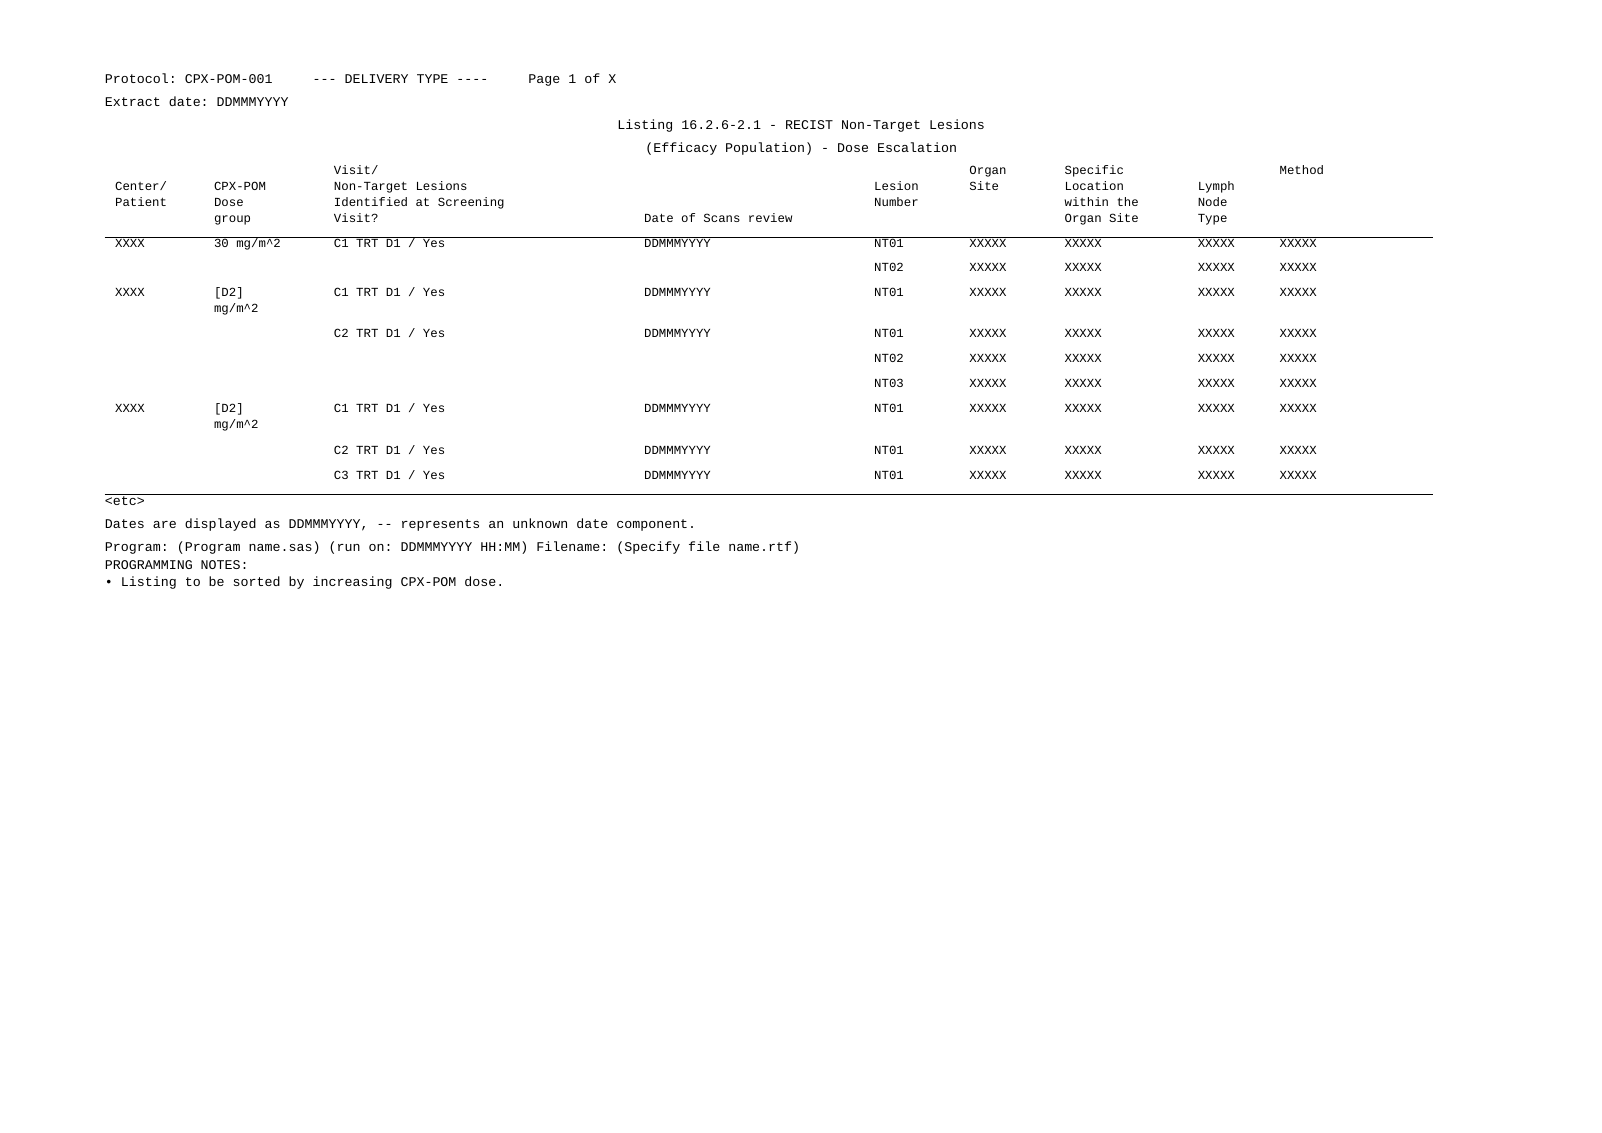 Protocol: CPX-POM-001 --- DELIVERY TYPE ---- Page 1 of X
Extract date: DDMMMYYYY
Listing 16.2.6-2.1 - RECIST Non-Target Lesions
(Efficacy Population) - Dose Escalation
Visit/ Organ Specific Method
Center/ CPX-POM Non-Target Lesions Lesion Site Location Lymph
Patient Dose Identified at Screening Number within the Node
group Visit? Date of Scans review Organ Site Type
XXXX 30 mg/m^2 C1 TRT D1 / Yes DDMMMYYYY NT01 XXXXX XXXXX XXXXX XXXXX
NT02 XXXXX XXXXX XXXXX XXXXX
XXXX [D2] C1 TRT D1 / Yes DDMMMYYYY NT01 XXXXX XXXXX XXXXX XXXXX
mg/m^2
C2 TRT D1 / Yes DDMMMYYYY NT01 XXXXX XXXXX XXXXX XXXXX
NT02 XXXXX XXXXX XXXXX XXXXX
NT03 XXXXX XXXXX XXXXX XXXXX
XXXX [D2] C1 TRT D1 / Yes DDMMMYYYY NT01 XXXXX XXXXX XXXXX XXXXX
mg/m^2
C2 TRT D1 / Yes DDMMMYYYY NT01 XXXXX XXXXX XXXXX XXXXX
C3 TRT D1 / Yes DDMMMYYYY NT01 XXXXX XXXXX XXXXX XXXXX
<etc>
Dates are displayed as DDMMMYYYY, -- represents an unknown date component.
Program: (Program name.sas) (run on: DDMMMYYYY HH:MM) Filename: (Specify file name.rtf)
PROGRAMMING NOTES:
• Listing to be sorted by increasing CPX-POM dose.